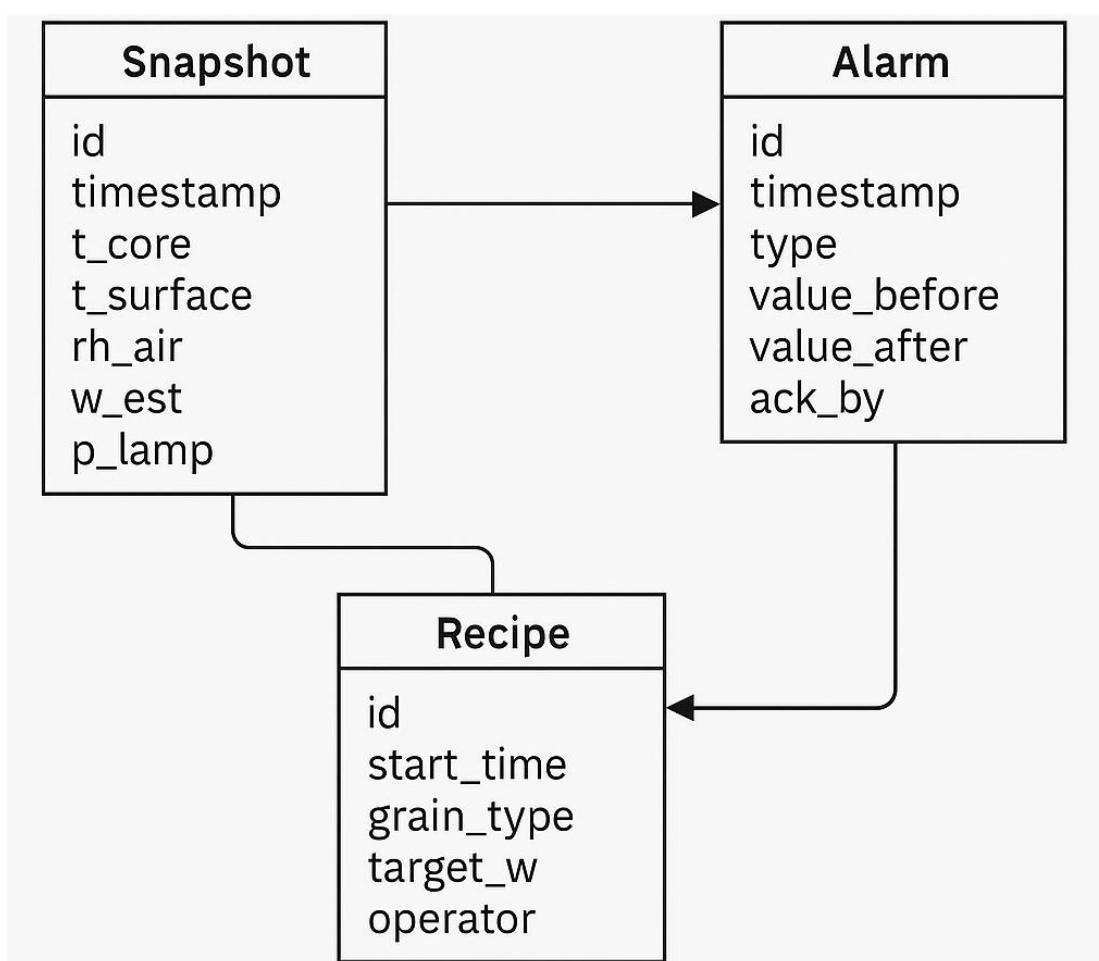 Snapshot
id
timestamp
t_core
t_surface
rh_air
w_est
p_lamp
Alarm
id
timestamp
type
value_before
value_after
ack_by
Recipe
id
start_time
grain_type
target_w
operator